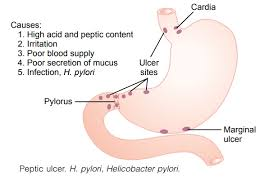 Cardia
Causes:
1. High acid and peptic content
2. Irritation
3. Poor blood supply
4. Poor secretion of mucus
5. Infection, H. pylori
Ulcer
sites
Pylorus
Marginal
ulcer
Peptic ulcer. H. pylori, Helicobacter pylori.